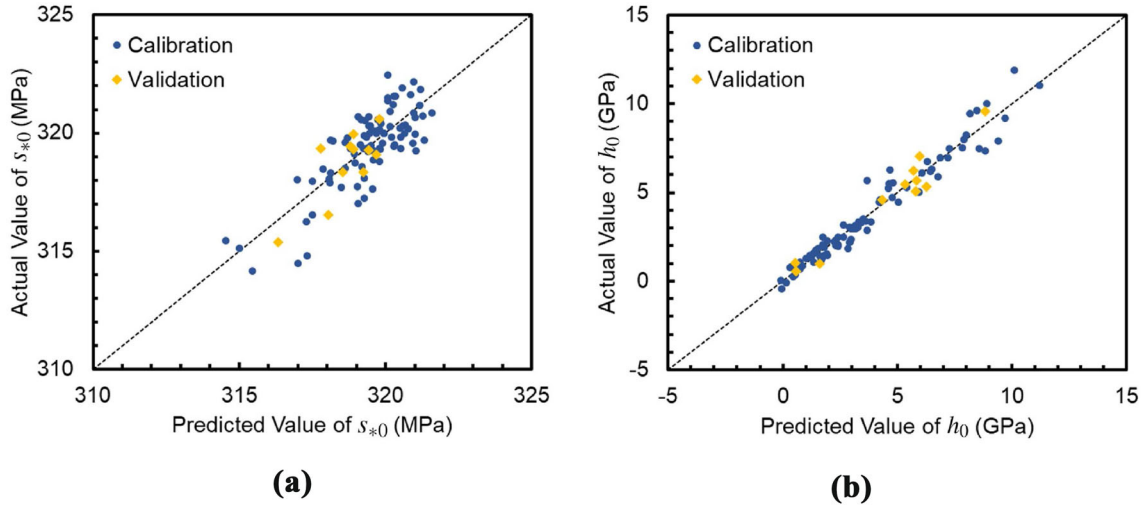 325
Calibration
Validation
320
315
310
310
315
320
325
Actual Value of s*0 (MPa)
Predicted Value of s*0 (MPa)
(a)
15
Calibration
Validation
10
5
0
-5
-5
0
5
10
15
Actual Value of h0 (GPa)
Predicted Value of h0 (GPa)
(b)